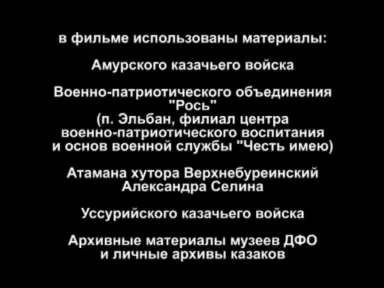 в фильме использованы материалы:
Амурского казачьего войска
Военно-патриотического объединения
"Рось"
(п. Эльбан, филиал центра
военно-патриотического воспитания
и основ военной службы "Честь имею)
Атамана хутора Верхнебуреинский
Александра Селина
Уссурийского казачьего войска
Архивные материалы музеев ДФО
и личные архивы казаков